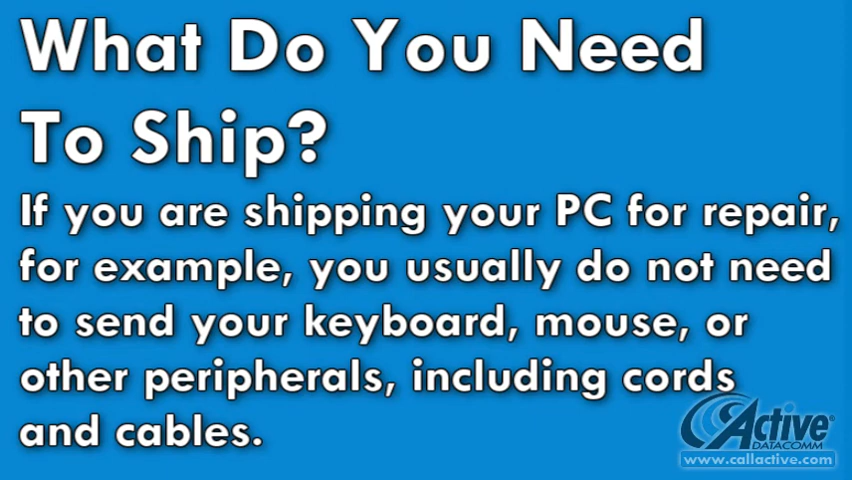 What Do You Need
To Ship?
If you are shipping your PC for repair,
for example, you usually do not need
to send your keyboard, mouse, or
other peripherals, including cords
and cables.
Active®
DATACOMM
www.callactive.com